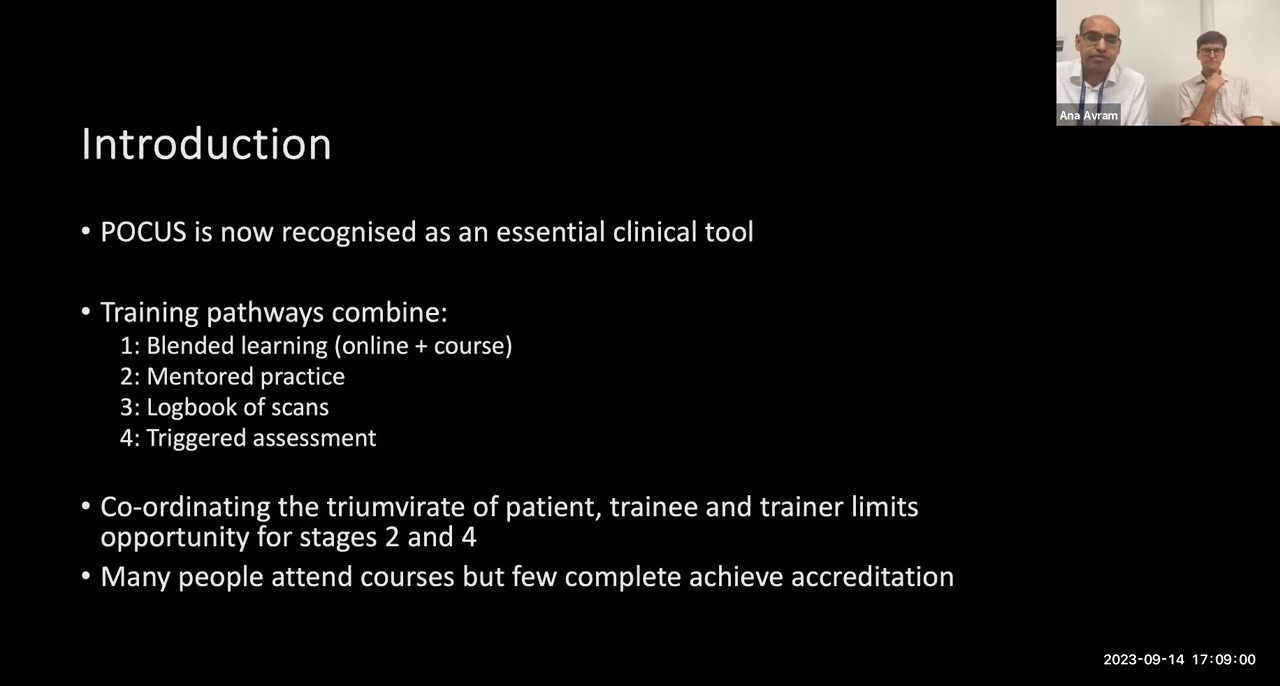 Ana Avram
Introduction
• POCUS is now recognised as an essential clinical tool
• Training pathways combine:
1: Blended learning (online + course)
2: Mentored practice
3: Logbook of scans
4: Triggered assessment
• Co-ordinating the triumvirate of patient, trainee and trainer limits
opportunity for stages 2 and 4
• Many people attend courses but few complete achieve accreditation
2023-09-14 17:09:00